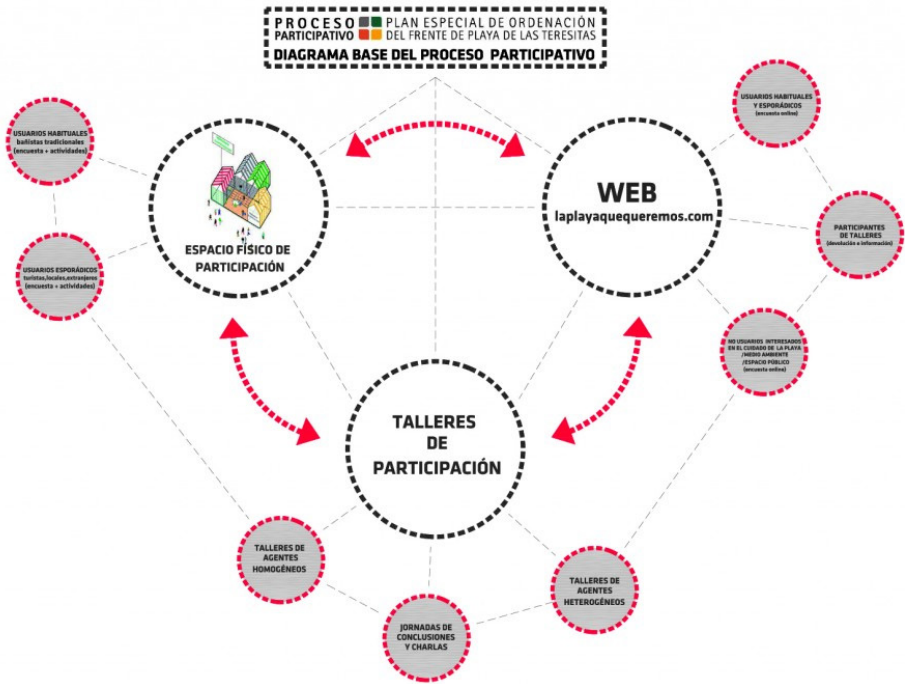 PROCESO PARTICIPATIVO
PLAN ESPECIAL DE ORDENACIÓN
DEL FRENTE DE PLAYA DE LAS TERESITAS
DIAGRAMA BASE DEL PROCESO PARTICIPATIVO
USUARIOS HABITUALES
bañistas tradicionales
(encuesta + actividades)
USUARIOS ESPORÁDICOS
turistas,locales,extranjeros
(encuesta + actividades)
ESPACIO FÍSICO DE
PARTICIPACIÓN
WEB
laplayaquequeremos.com
USUARIOS HABITUALES
Y ESPORÁDICOS
(encuesta online)
PARTICIPANTES
DE TALLERES
(devolución e información)
NO USUARIOS INTERESADOS
EN EL CUIDADO DE LA PLAYA
/MEDIO AMBIENTE
/ESPACIO PÚBLICO
(encuesta online)
TALLERES
DE
PARTICIPACIÓN
TALLERES DE
AGENTES
HOMOGÉNEOS
JORNADAS DE
CONCLUSIONES
Y CHARLAS
TALLERES DE
AGENTES
HETEROGÉNEOS